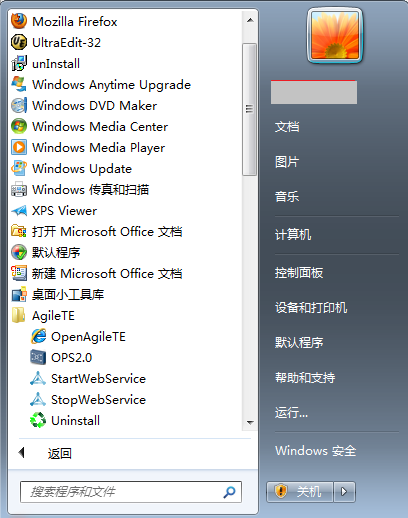 Mozilla Firefox
UltraEdit-32
unInstall
Windows Anytime Upgrade
Windows DVD Maker
Windows Media Center
Windows Media Player
Windows Update
Windows 传真和扫描
XPS Viewer
打开 Microsoft Office 文档
默认程序
新建 Microsoft Office 文档
桌面小工具库
AgileTE
OpenAgileTE
OPS2.0
StartWebService
StopWebService
Uninstall
返回
搜索程序和文件
文档
图片
音乐
计算机
控制面板
设备和打印机
默认程序
帮助和支持
运行...
Windows 安全
关机